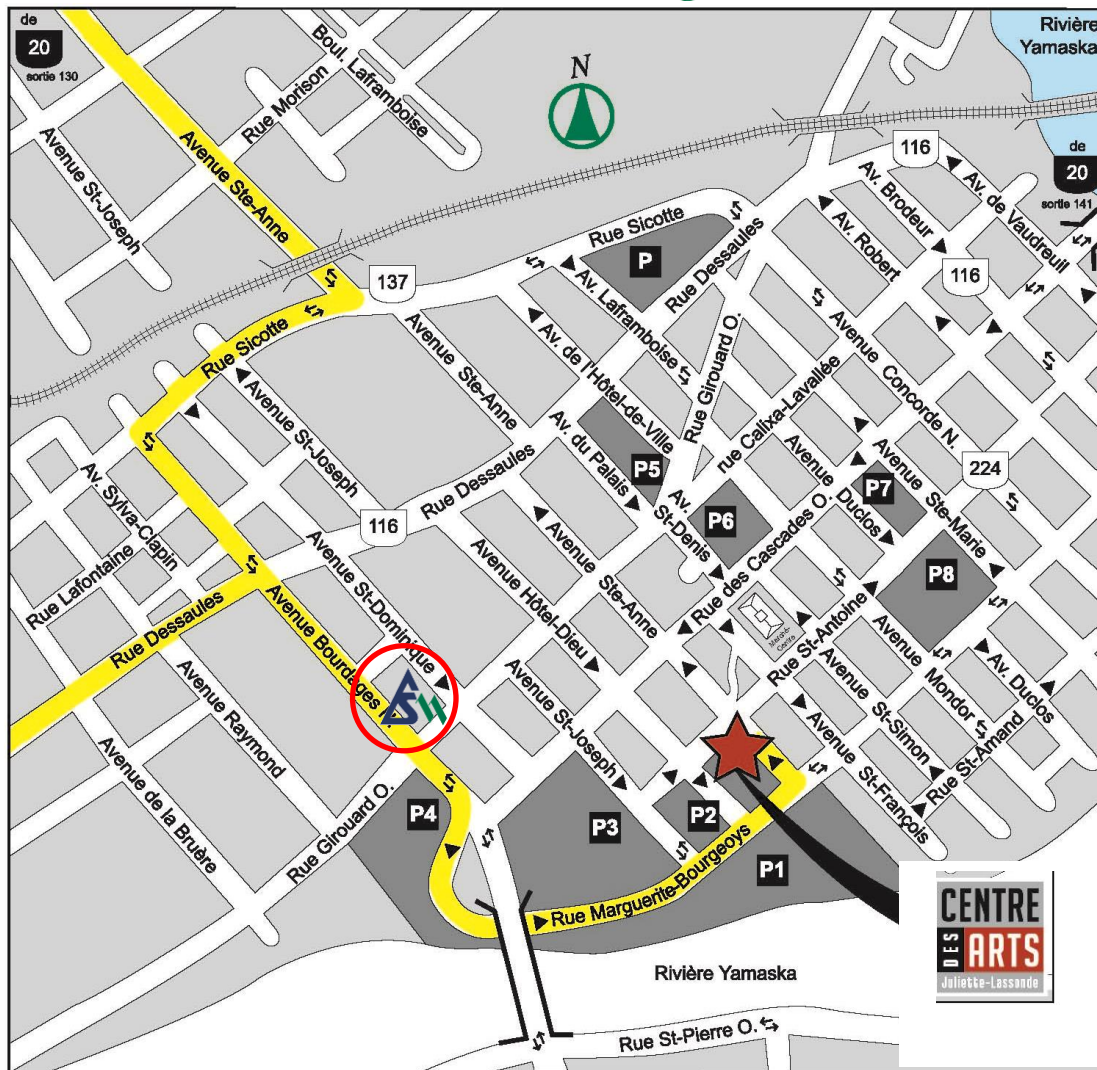 de
20
sortie 130
Rivière
Yamaska
de
20
sortie 141
N
Boul. Laframboise
Rue Morison
Avenue St-Joseph
Avenue Ste-Anne
116
Av. de Vaudreuil
Av. Brodeur
Av. Robert
116
Rue Sicotte
P
Rue Dessaules
137
Av. Laframboise
Av. de l'Hôtel-de-Ville
Rue Girouard O.
Avenue Concorde N.
Rue Sicotte
Avenue Ste-Anne
rue Calixa-Lavallée
Avenue St-Joseph
Av. du Palais
P5
Av.
St-Denis
P6
Avenue Duclos
P7
Avenue Ste-Marie
224
Rue Dessaules
116
Av. Sylva-Clapin
Rue Lafontaine
Avenue St-Dominique
Avenue Hôtel-Dieu
Avenue Ste-Anne
Rue des Cascades O.
P8
Marché-
Centre
Rue St-Antoine
Rue Dessaules
Avenue Bourdages N.
Avenue Raymond
Avenue de la Bruère
Avenue St-Joseph
Avenue Mondor
Av. Duclos
Avenue St-Simon
Rue St-Amand
Avenue St-François
Rue Girouard O.
P4
P3
P2
P1
Rue Marguerite-Bourgeoys
CENTRE
DES ARTS
Juliette-Lassonde
Rivière Yamaska
Rue St-Pierre O.